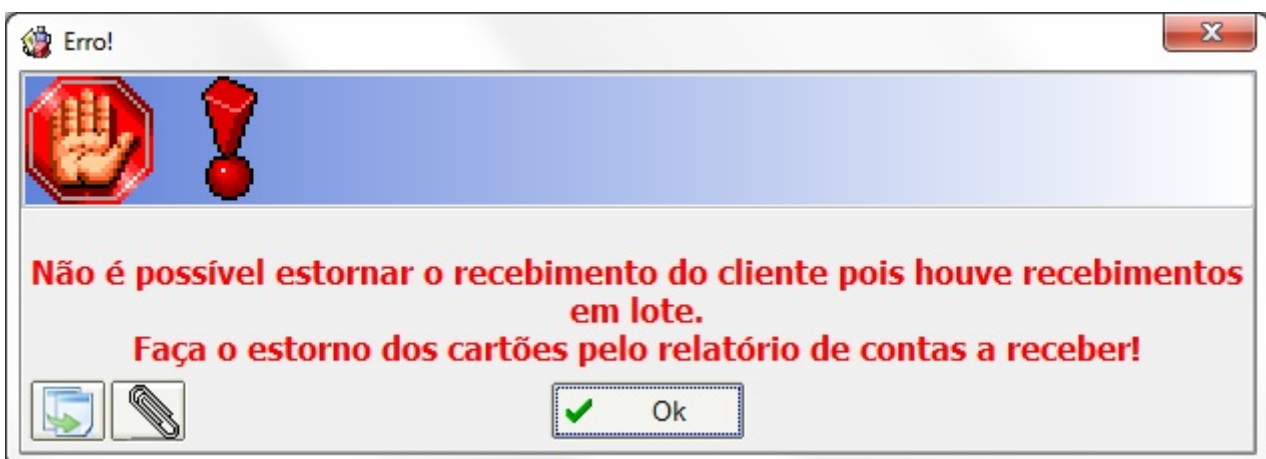 Erro!
Não é possível estornar o recebimento do cliente pois houve recebimentos
em lote.
Faça o estorno dos cartões pelo relatório de contas a receber!
Ok